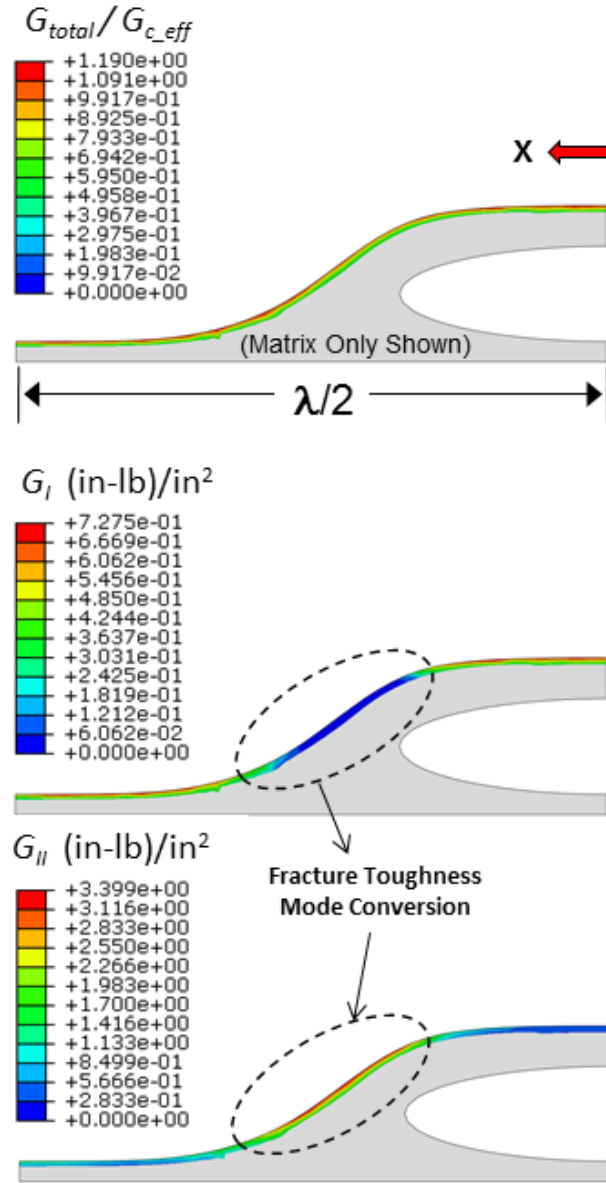 G_total / G_c_eff
+1.190e+00
+1.091e+00
+9.917e-01
+8.925e-01
+7.933e-01
+6.942e-01
+5.950e-01
+4.958e-01
+3.967e-01
+2.975e-01
+1.983e-01
+9.917e-02
+0.000e+00
X
(Matrix Only Shown)
λ/2
G_I (in-lb)/in²
+7.275e-01
+6.669e-01
+6.062e-01
+5.456e-01
+4.850e-01
+4.244e-01
+3.637e-01
+3.031e-01
+2.425e-01
+1.819e-01
+1.212e-01
+6.062e-02
+0.000e+00
G_II (in-lb)/in²
Fracture Toughness
Mode Conversion
+3.399e+00
+3.116e+00
+2.833e+00
+2.550e+00
+2.266e+00
+1.983e+00
+1.700e+00
+1.416e+00
+1.133e+00
+8.499e-01
+5.666e-01
+2.833e-01
+0.000e+00